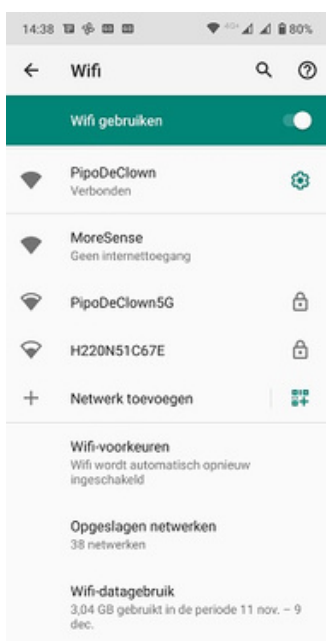 14:38 80%
Wifi
Wifi gebruiken
PipoDeClown
Verbonden
MoreSense
Geen internettoegang
PipoDeClown5G
H220N51C67E
Netwerk toevoegen
Wifi-voorkeuren
Wifi wordt automatisch opnieuw
ingeschakeld
Opgeslagen netwerken
38 netwerken
Wifi-datagebruik
3,04 GB gebruikt in de periode 11 nov. – 9
dec.